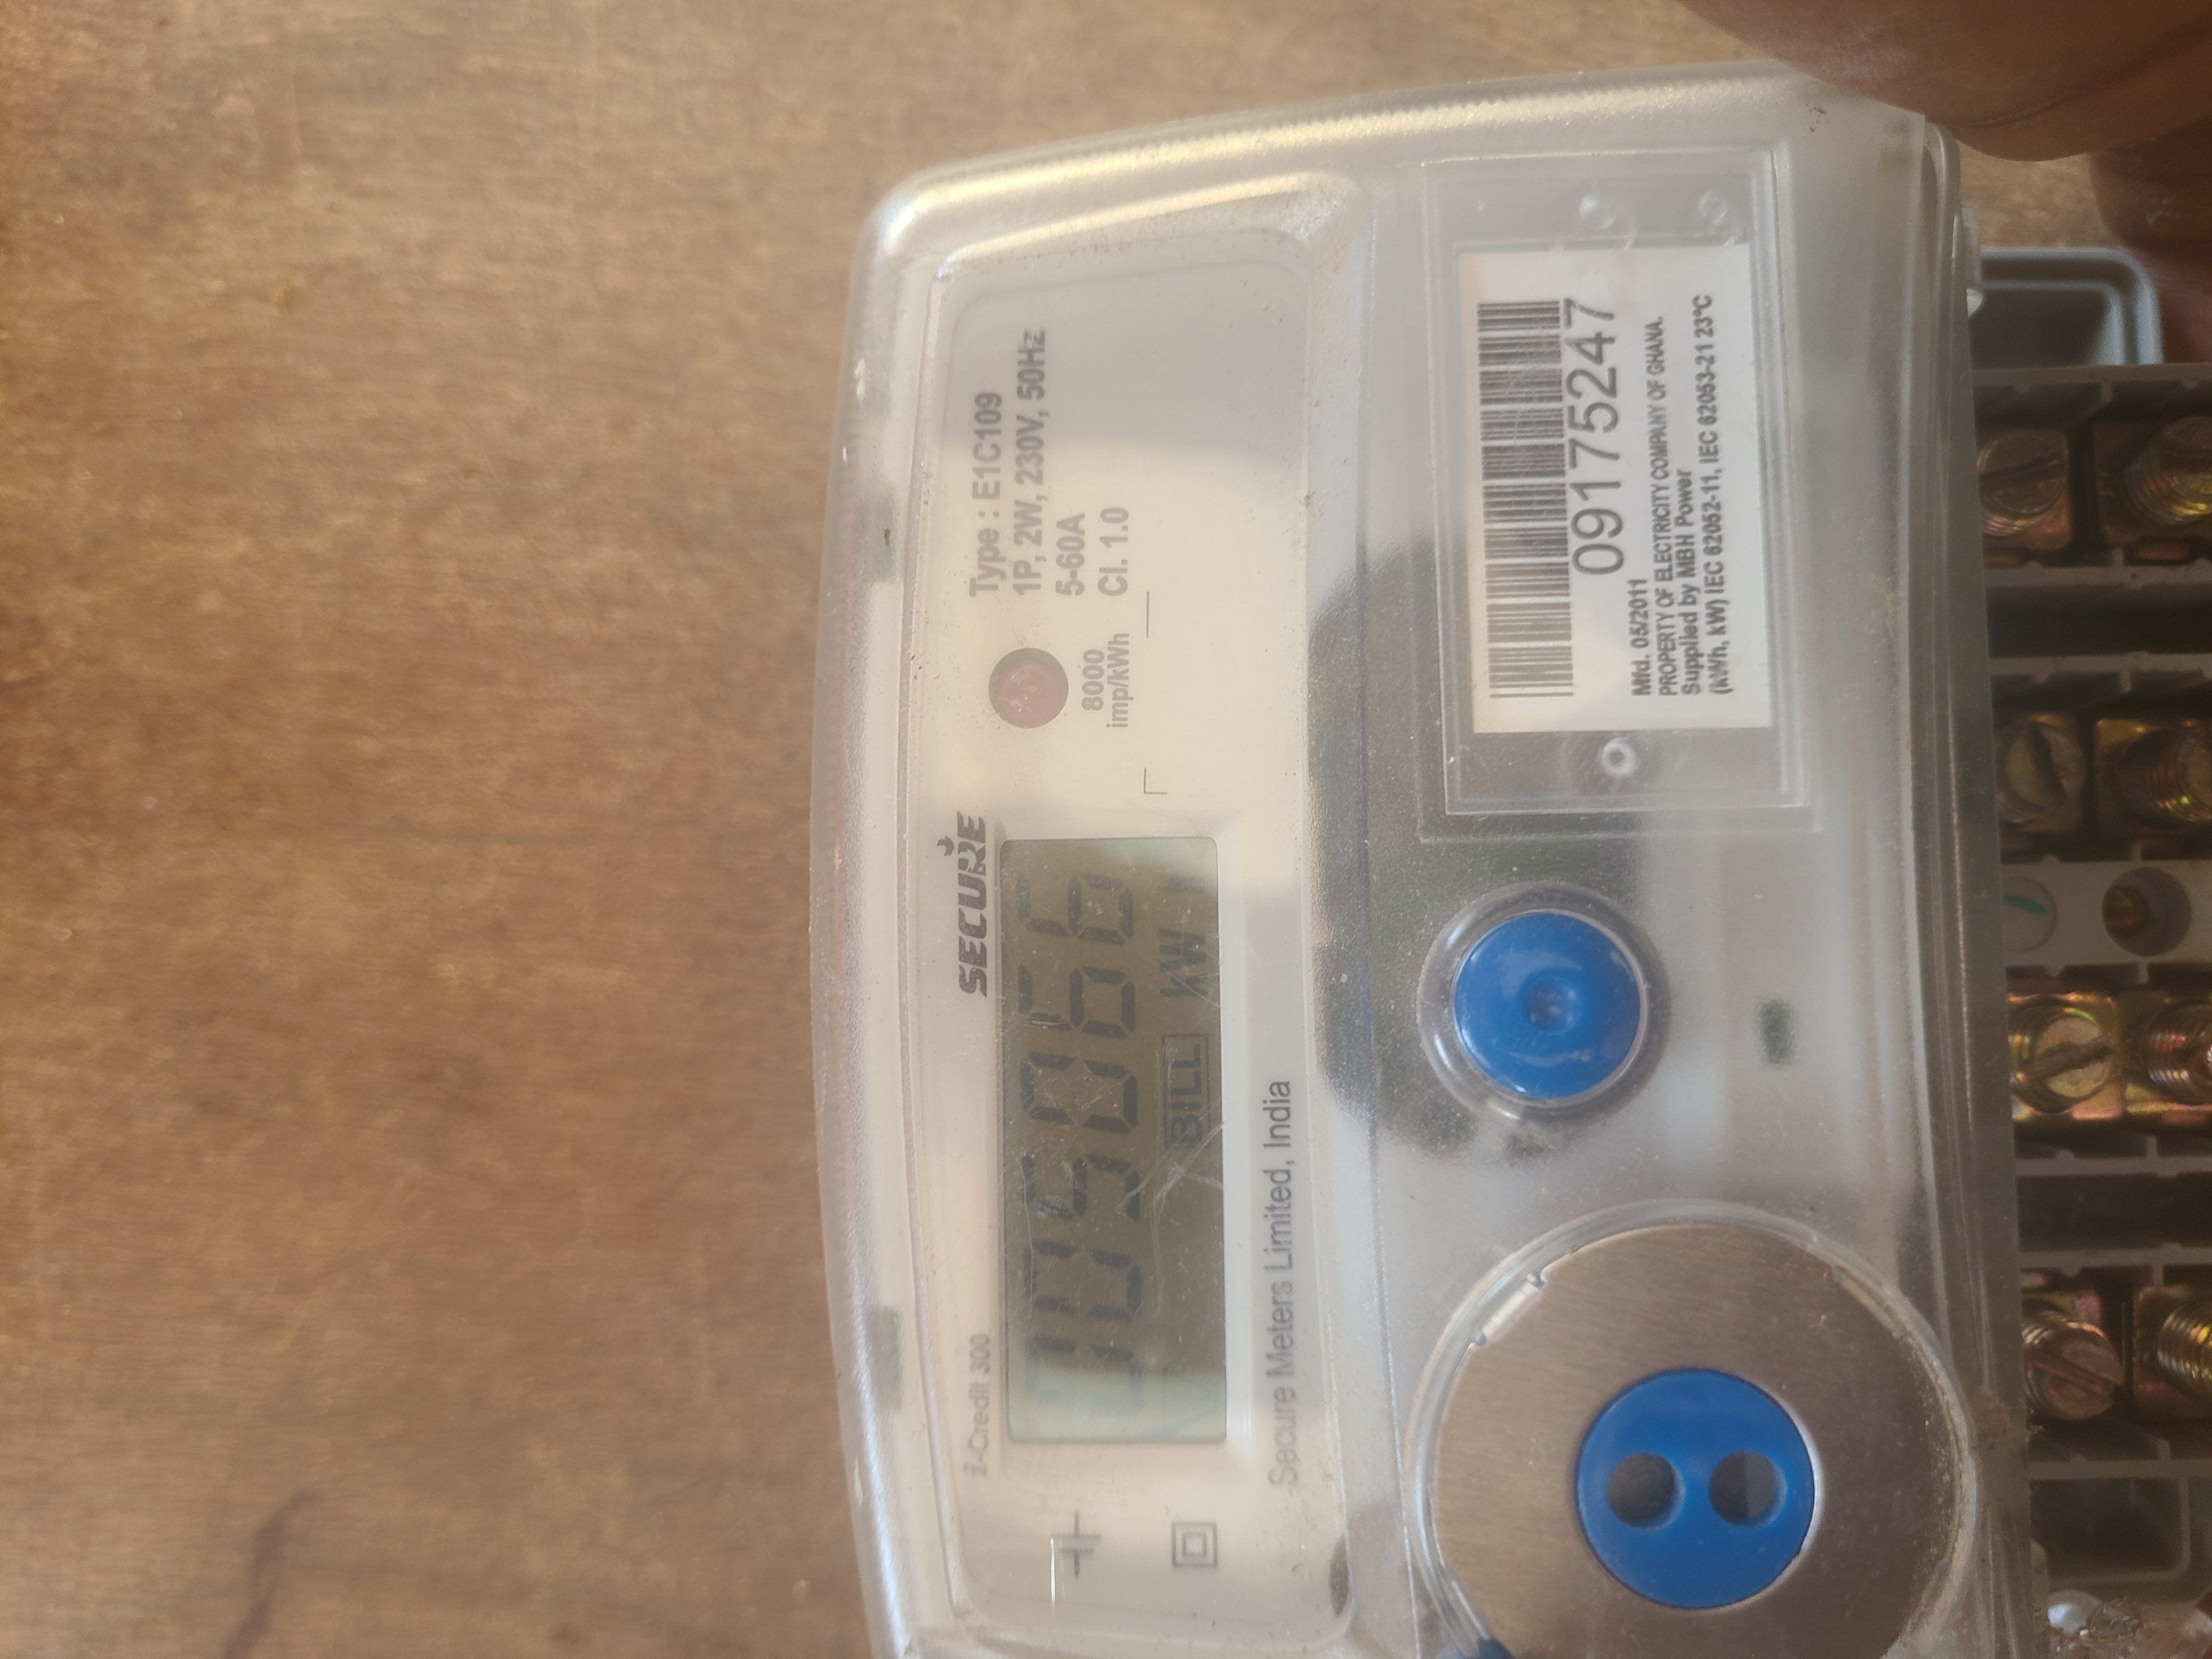 i-Credit 300
SECURE
005066
BILL kW h
Type : E1C109
1P, 2W, 230V, 50Hz
5-60A
Cl. 1.0
8000
imp/kWh
Secure Meters Limited, India
09175247
Mfd. 05/2011
PROPERTY OF ELECTRICITY COMPANY OF GHANA.
Supplied by MBH Power
(kWh, kW) IEC 62052-11, IEC 62053-21 23°C